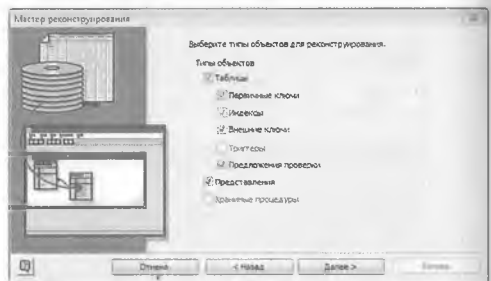 Мастер реконструирования
Выберите типы объектов для реконструирования.
Типы объектов
Таблицы
Первичные ключи
Индексы
Внешние ключи
Триггеры
Предложения проверки
Представления
Хранимые процедуры
Отмена
< Назад
Далее >
Готово